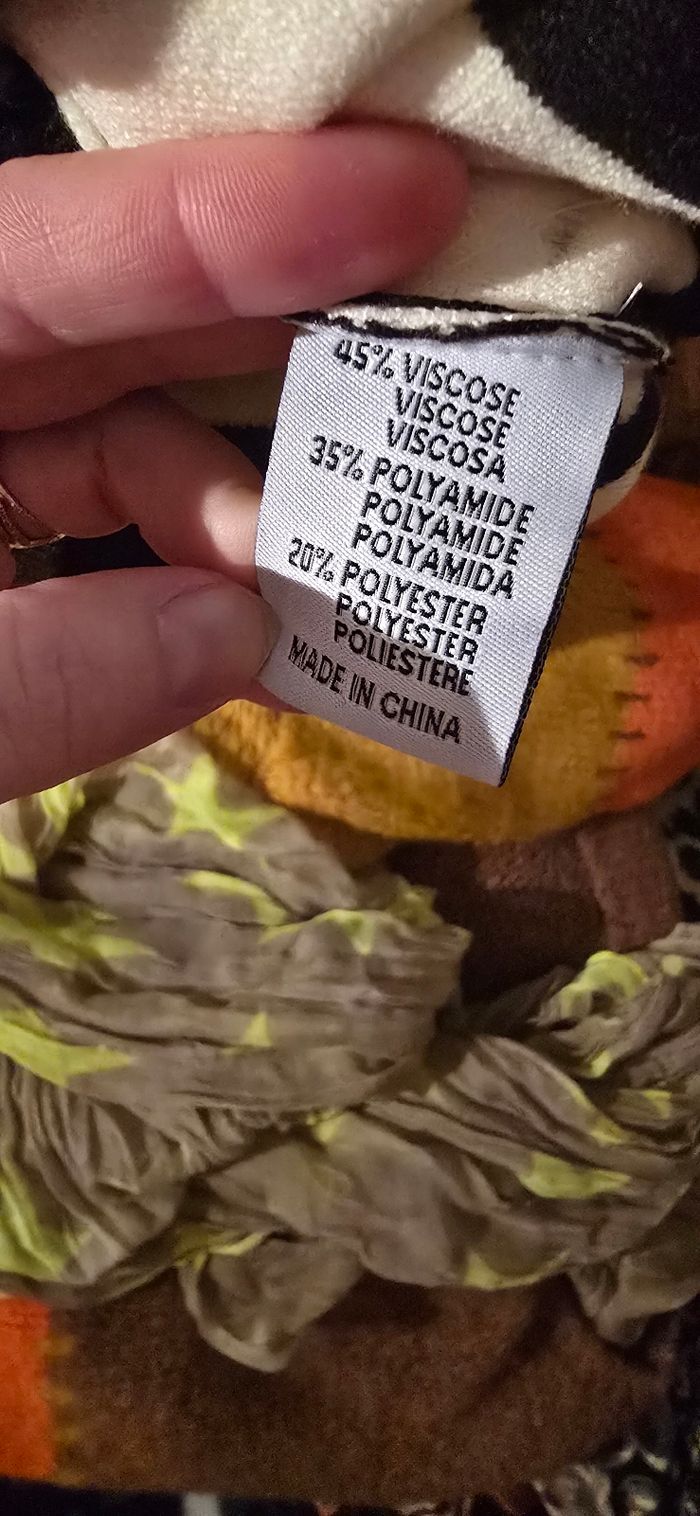 45% VISCOSE
VISCOSE
VISCOSA
35% POLYAMIDE
POLYAMIDE
POLYAMIDA
20% POLYESTER
POLYESTER
POLIESTERE
MADE IN CHINA